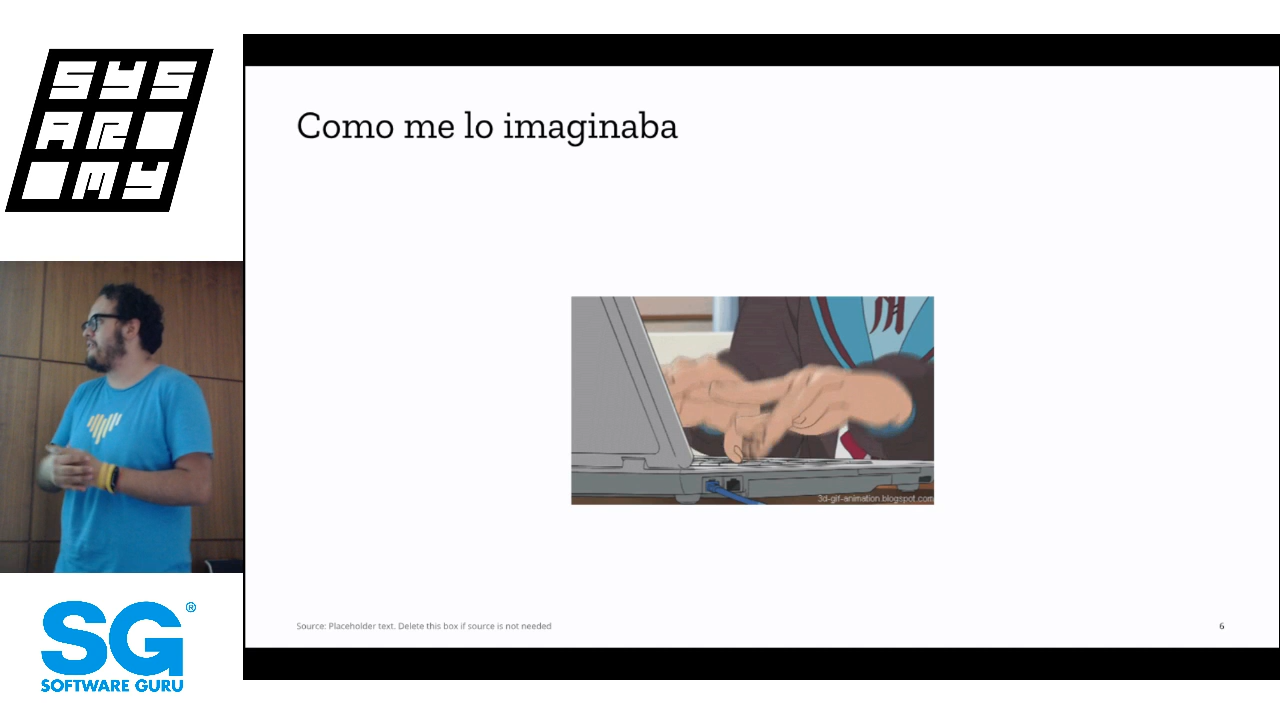 SYS
AR
MY
Como me lo imaginaba
3d-gif-animation.blogspot.com
Source: Placeholder text. Delete this box if source is not needed
6
SG®
SOFTWARE GURU